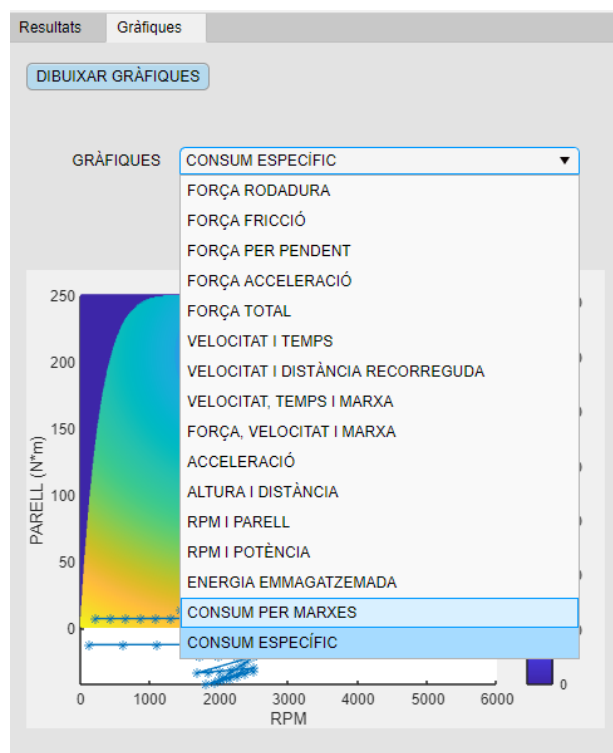 Resultats Gràfiques
DIBUIXAR GRÀFIQUES
GRÀFIQUES CONSUM ESPECÍFIC
FORÇA RODADURA
FORÇA FRICCIÓ
FORÇA PER PENDENT
FORÇA ACCELERACIÓ
FORÇA TOTAL
VELOCITAT I TEMPS
VELOCITAT I DISTÀNCIA RECORREGUDA
VELOCITAT, TEMPS I MARXA
FORÇA, VELOCITAT I MARXA
ACCELERACIÓ
ALTURA I DISTÀNCIA
RPM I PARELL
RPM I POTÈNCIA
ENERGIA EMMAGATZEMADA
CONSUM PER MARXES
CONSUM ESPECÍFIC
250
200
150
100
50
0
PARELL (N*m)
0 1000 2000 3000 4000 5000 6000
RPM
0